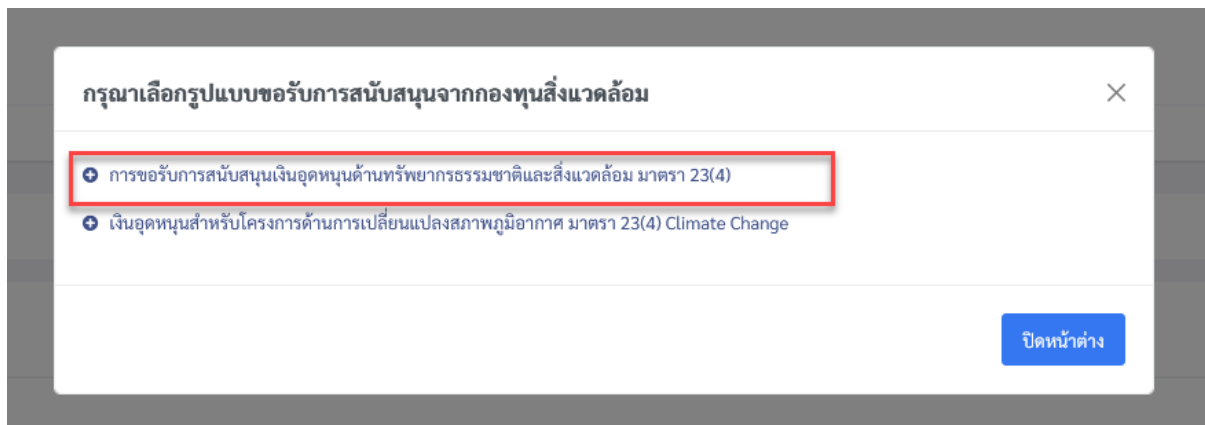 กรุณาเลือกรูปแบบขอรับการสนับสนุนจากกองทุนสิ่งแวดล้อม
การขอรับการสนับสนุนเงินอุดหนุนด้านทรัพยากรธรรมชาติและสิ่งแวดล้อม มาตรา 23(4)
เงินอุดหนุนสำหรับโครงการด้านการเปลี่ยนแปลงสภาพภูมิอากาศ มาตรา 23(4) Climate Change
ปิดหน้าต่าง